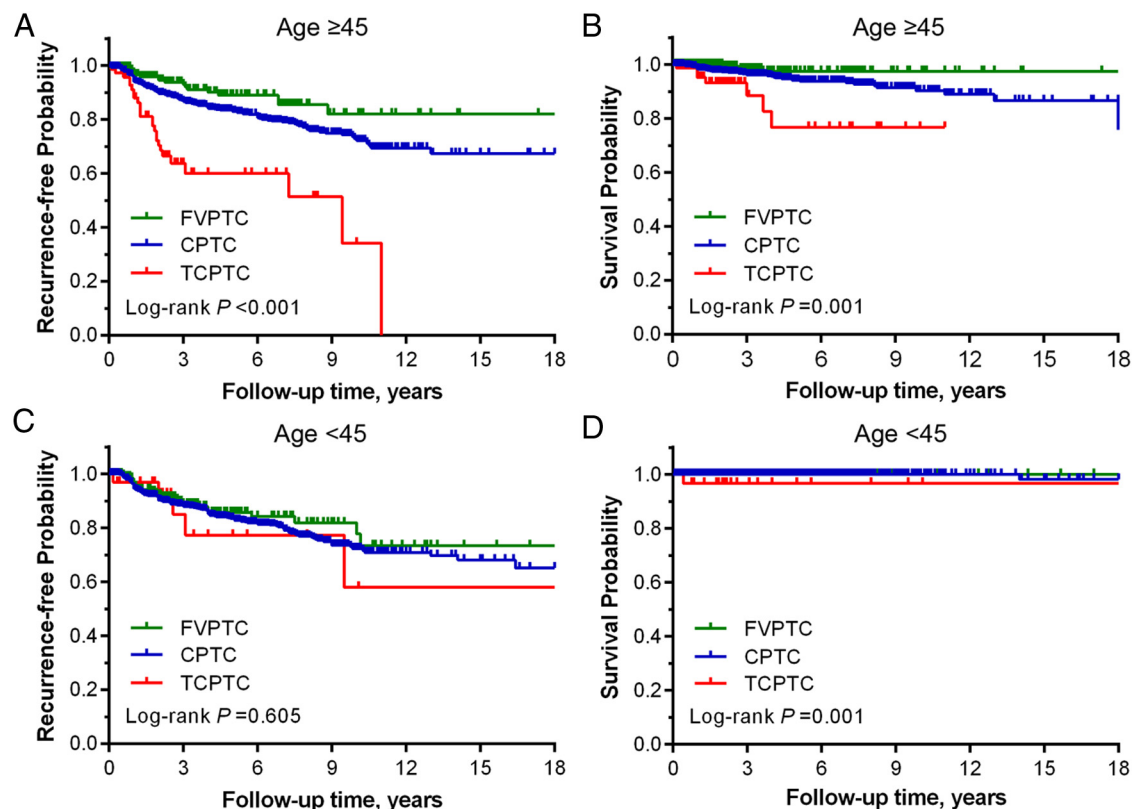 A
Age ≥45
Recurrence-free Probability
1.0
0.8
0.6
0.4
0.2
0.0
FVPTC
CPTC
TCPTC
Log-rank P <0.001
0 3 6 9 12 15 18
Follow-up time, years
B
Age ≥45
Survival Probability
1.0
0.8
0.6
0.4
0.2
0.0
FVPTC
CPTC
TCPTC
Log-rank P =0.001
0 3 6 9 12 15 18
Follow-up time, years
C
Age <45
Recurrence-free Probability
1.0
0.8
0.6
0.4
0.2
0.0
FVPTC
CPTC
TCPTC
Log-rank P =0.605
0 3 6 9 12 15 18
Follow-up time, years
D
Age <45
Survival Probability
1.0
0.8
0.6
0.4
0.2
0.0
FVPTC
CPTC
TCPTC
Log-rank P =0.001
0 3 6 9 12 15 18
Follow-up time, years